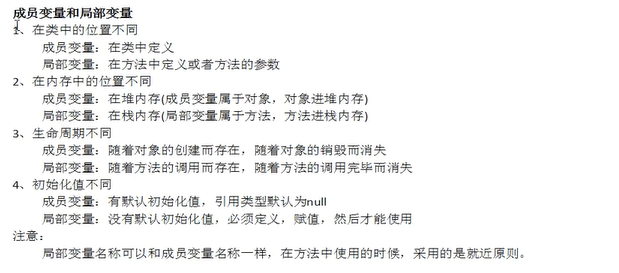 成员变量和局部变量
1、在类中的位置不同
成员变量：在类中定义
局部变量：在方法中定义或者方法的参数
2、在内存中的位置不同
成员变量：在堆内存(成员变量属于对象，对象进堆内存)
局部变量：在栈内存(局部变量属于方法，方法进栈内存)
3、生命周期不同
成员变量：随着对象的创建而存在，随着对象的销毁而消失
局部变量：随着方法的调用而存在，随着方法的调用完毕而消失
4、初始化值不同
成员变量：有默认初始化值，引用类型默认为null
局部变量：没有默认初始化值，必须定义，赋值，然后才能使用
注意：
局部变量名称可以和成员变量名称一样，在方法中使用的时候，采用的是就近原则。